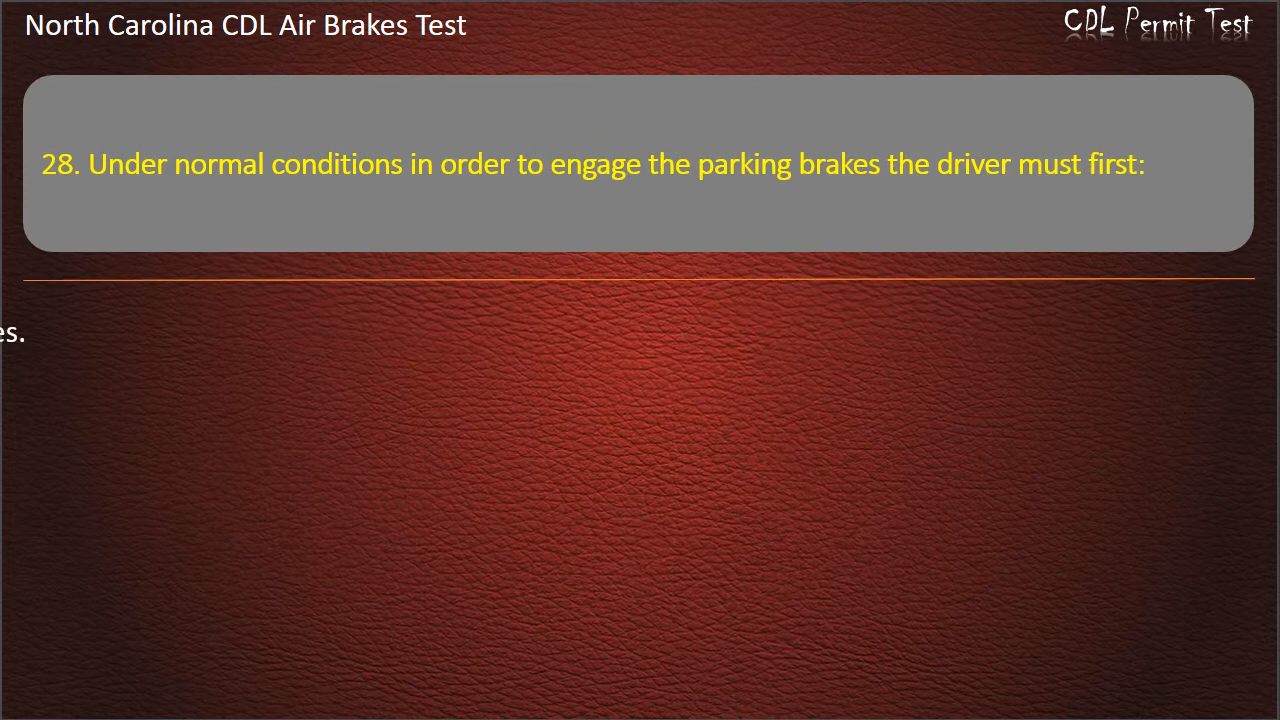 North Carolina CDL Air Brakes Test
CDL Permit Test
28. Under normal conditions in order to engage the parking brakes the driver must first:
es.